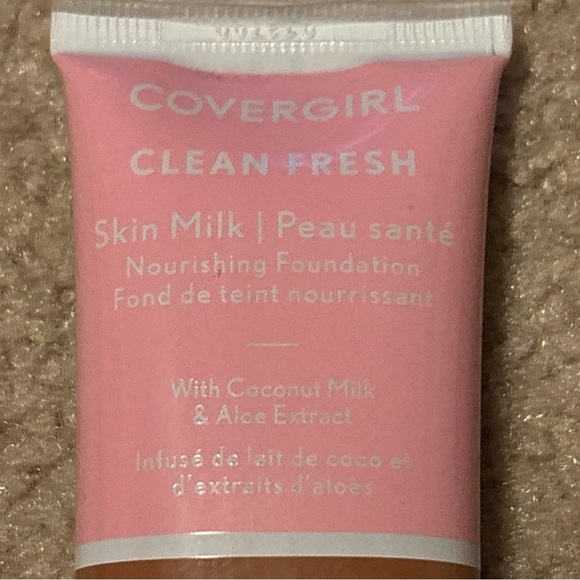 COVERGIRL
CLEAN FRESH
Skin Milk | Peau santé
Nourishing Foundation
Fond de teint nourrissant
With Coconut Milk
& Aloe Extract
Infusé de lait de coco et
d'extraits d'aloès